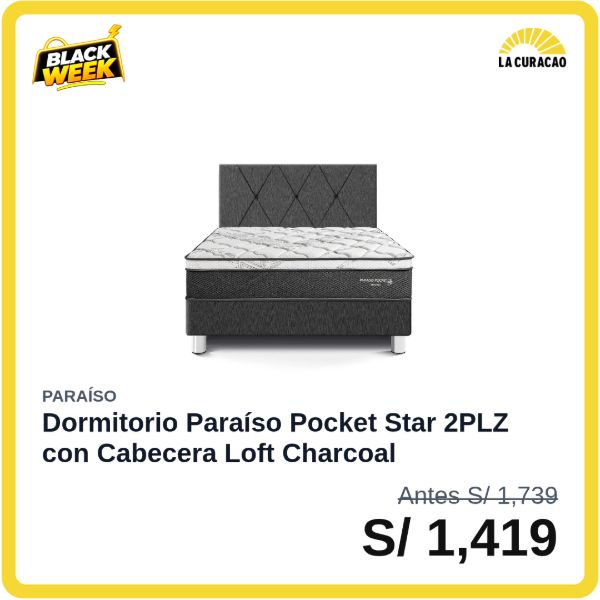 BLACK
WEEK
LA CURACAO
PARAÍSO
Dormitorio Paraíso Pocket Star 2PLZ
con Cabecera Loft Charcoal
Antes S/ 1,739
S/ 1,419